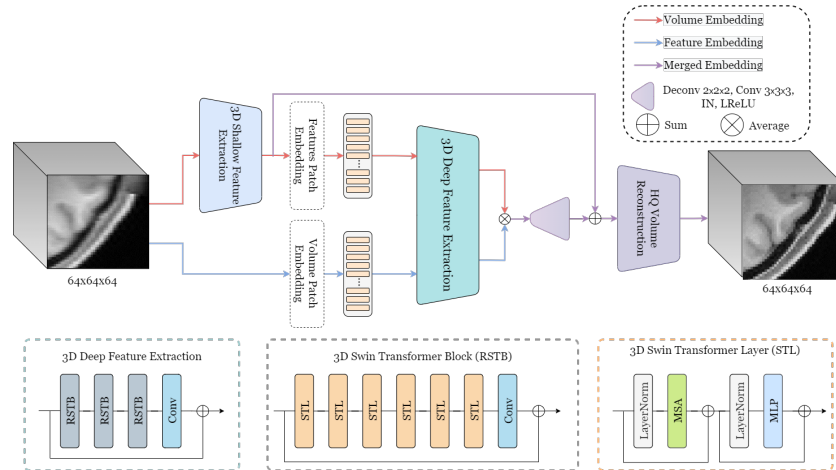 Volume Embedding
Feature Embedding
Merged Embedding
Deconv 2x2x2, Conv 3x3x3,
IN, LReLU
Sum
Average
3D Shallow Feature
Extraction
Features Patch
Embedding
Volume Patch
Embedding
3D Deep Feature Extraction
HQ Volume
Reconstruction
64x64x64
64x64x64
3D Deep Feature Extraction
RSTB
RSTB
RSTB
Conv
3D Swin Transformer Block (RSTB)
STL
STL
STL
STL
STL
STL
Conv
3D Swin Transformer Layer (STL)
LayerNorm
MSA
LayerNorm
MLP